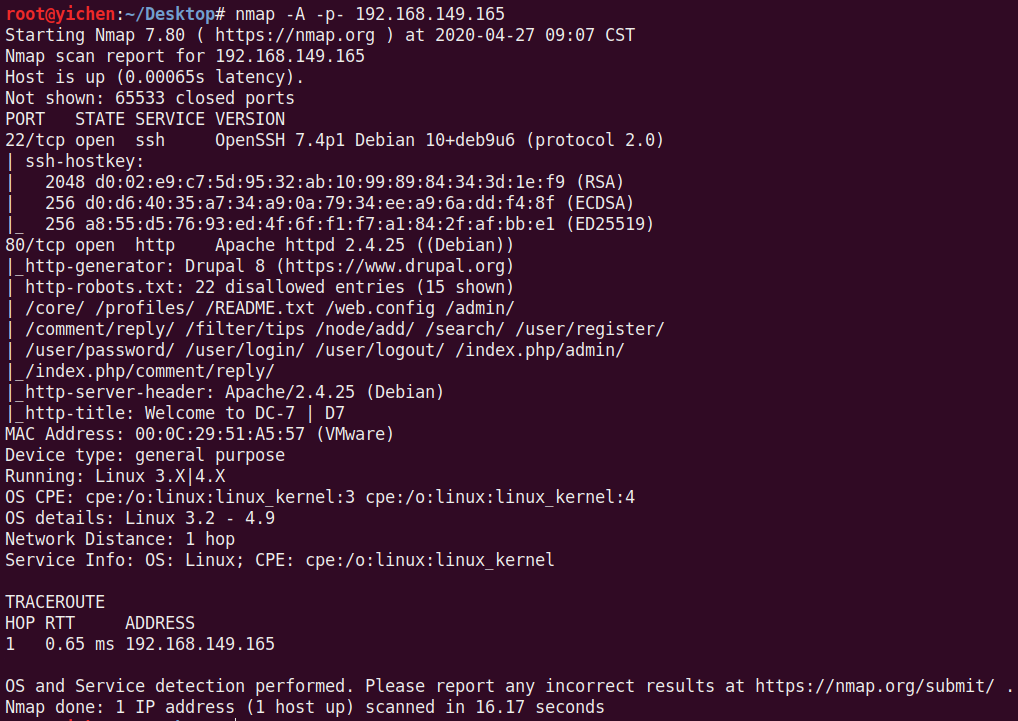 root@yichen:~/Desktop# nmap -A -p- 192.168.149.165
Starting Nmap 7.80 ( https://nmap.org ) at 2020-04-27 09:07 CST
Nmap scan report for 192.168.149.165
Host is up (0.00065s latency).
Not shown: 65533 closed ports
PORT   STATE SERVICE VERSION
22/tcp open  ssh     OpenSSH 7.4p1 Debian 10+deb9u6 (protocol 2.0)
| ssh-hostkey:
|   2048 d0:02:e9:c7:5d:95:32:ab:10:99:89:84:34:3d:1e:f9 (RSA)
|   256 d0:d6:40:35:a7:34:a9:0a:79:34:ee:a9:6a:dd:f4:8f (ECDSA)
|_  256 a8:55:d5:76:93:ed:4f:6f:f1:f7:a1:84:2f:af:bb:e1 (ED25519)
80/tcp open  http    Apache httpd 2.4.25 ((Debian))
|_http-generator: Drupal 8 (https://www.drupal.org)
| http-robots.txt: 22 disallowed entries (15 shown)
| /core/ /profiles/ /README.txt /web.config /admin/
| /comment/reply/ /filter/tips /node/add/ /search/ /user/register/
| /user/password/ /user/login/ /user/logout/ /index.php/admin/
|_/index.php/comment/reply/
|_http-server-header: Apache/2.4.25 (Debian)
|_http-title: Welcome to DC-7 | D7
MAC Address: 00:0C:29:51:A5:57 (VMware)
Device type: general purpose
Running: Linux 3.X|4.X
OS CPE: cpe:/o:linux:linux_kernel:3 cpe:/o:linux:linux_kernel:4
OS details: Linux 3.2 - 4.9
Network Distance: 1 hop
Service Info: OS: Linux; CPE: cpe:/o:linux:linux_kernel
TRACEROUTE
HOP RTT     ADDRESS
1   0.65 ms 192.168.149.165
OS and Service detection performed. Please report any incorrect results at https://nmap.org/submit/ .
Nmap done: 1 IP address (1 host up) scanned in 16.17 seconds